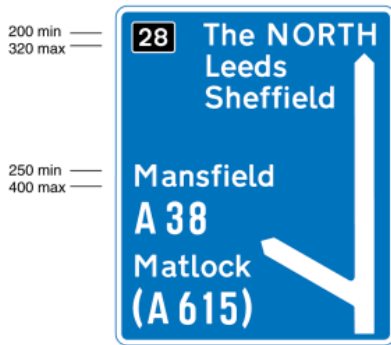 200 min
320 max
28
The NORTH
Leeds
Sheffield
250 min
400 max
Mansfield
A 38
Matlock
(A 615)